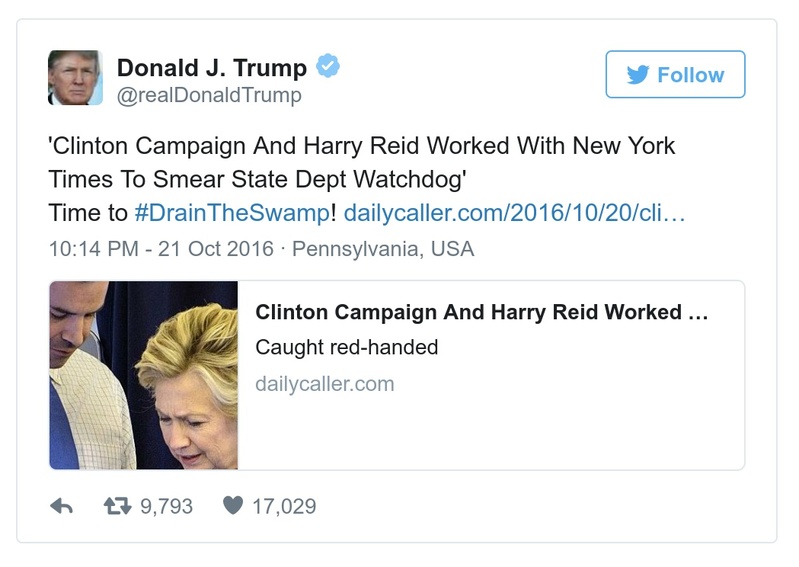 Donald J. Trump
@realDonaldTrump
Follow
'Clinton Campaign And Harry Reid Worked With New York
Times To Smear State Dept Watchdog'
Time to #DrainTheSwamp! dailycaller.com/2016/10/20/cli…
10:14 PM - 21 Oct 2016 · Pennsylvania, USA
Clinton Campaign And Harry Reid Worked …
Caught red-handed
dailycaller.com
9,793 17,029